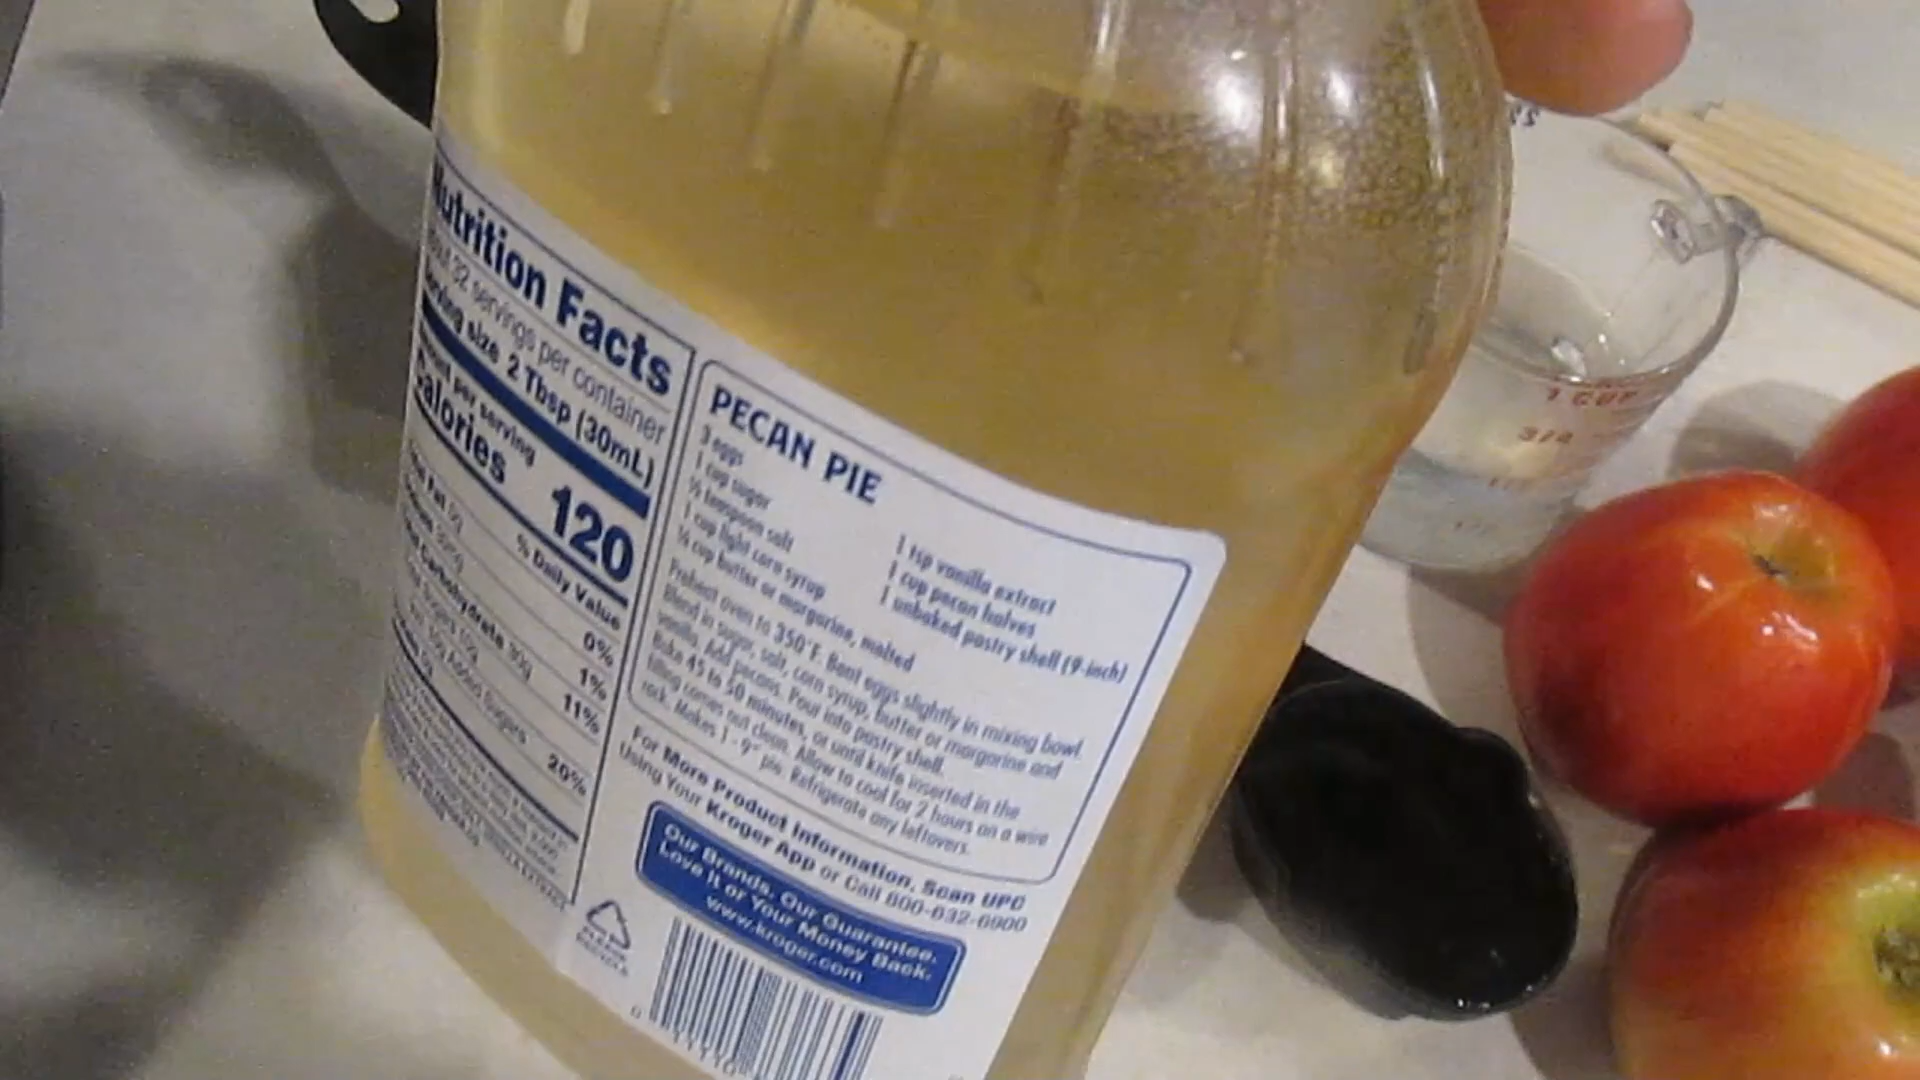 Nutrition Facts
32 servings per container
size 2 Tbsp (30mL)
per serving
Calories 120
% Daily Value
0%
1%
Carbohydrate 11%
Added Sugars 20%
PECAN PIE
3 eggs
1 cup sugar
teaspoon salt
1 cup light corn syrup
cup butter or margarine, melted
1 tsp vanilla extract
1 cup pecan halves
1 unbaked pastry shell (9-inch)
Preheat oven to 350°F. Beat eggs slightly in mixing bowl.
Blend in sugar, salt, corn syrup, butter or margarine and
vanilla. Add pecans. Pour into pastry shell.
Bake 45 to 50 minutes, or until knife inserted in the
filling comes out clean. Allow to cool for 2 hours on a wire
rack. Makes 1 - 9" pie. Refrigerate any leftovers.
For More Product Information, Scan UPC
Using Your Kroger App or Call 800-632-6900
Our Brands. Our Guarantee.
Love It or Your Money Back.
www.kroger.com
PLEASE
RECYCLE
1 CUP
3/4